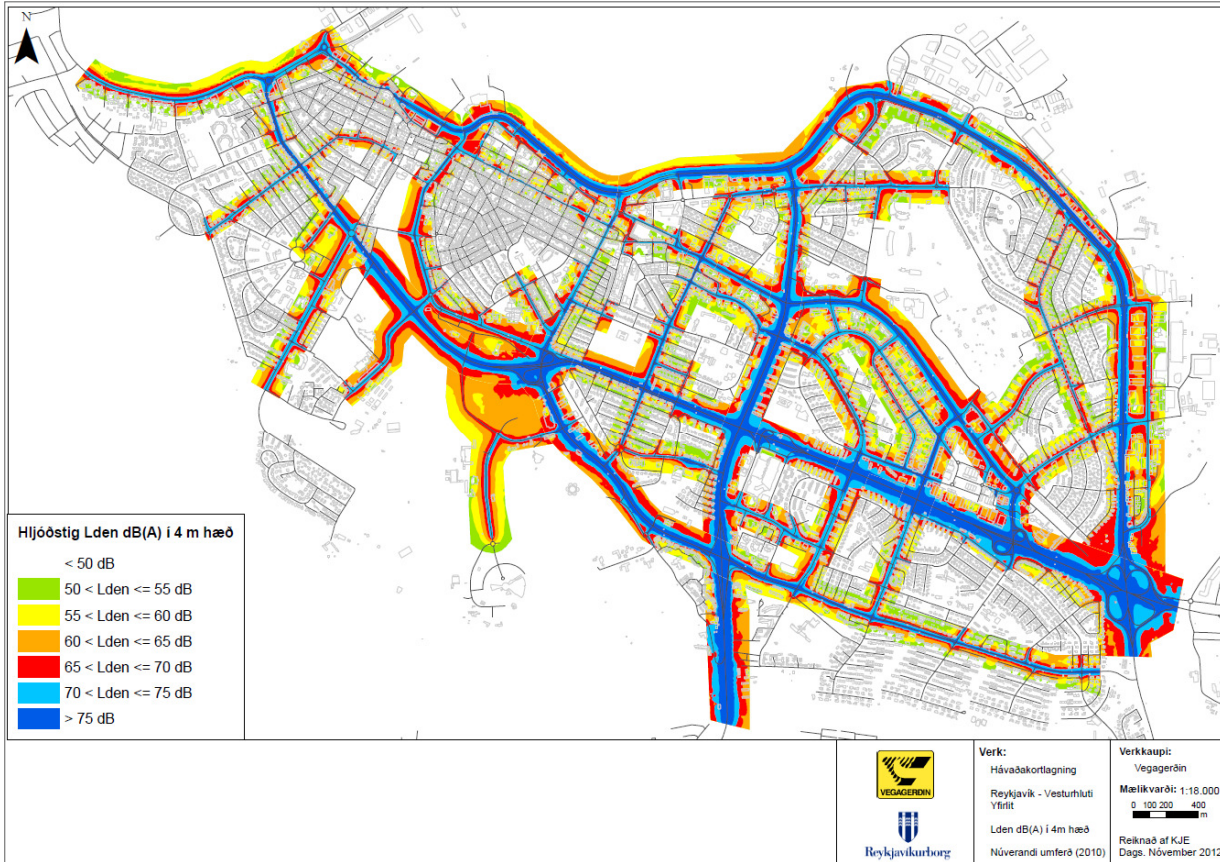 N
Hljóðstig Lden dB(A) í 4 m hæð
< 50 dB
50 < Lden <= 55 dB
55 < Lden <= 60 dB
60 < Lden <= 65 dB
65 < Lden <= 70 dB
70 < Lden <= 75 dB
> 75 dB
VEGAGERÐIN
Reykjavíkurborg
Verk:
Hávaðakortlagning
Reykjavík - Vesturhluti
Yfirlit
Lden dB(A) í 4m hæð
Núverandi umferð (2010)
Verkkaupi:
Vegagerðin
Mælikvarði: 1:18.000
0 100 200 400
m
Reiknað af KJE
Dags. Nóvember 2012